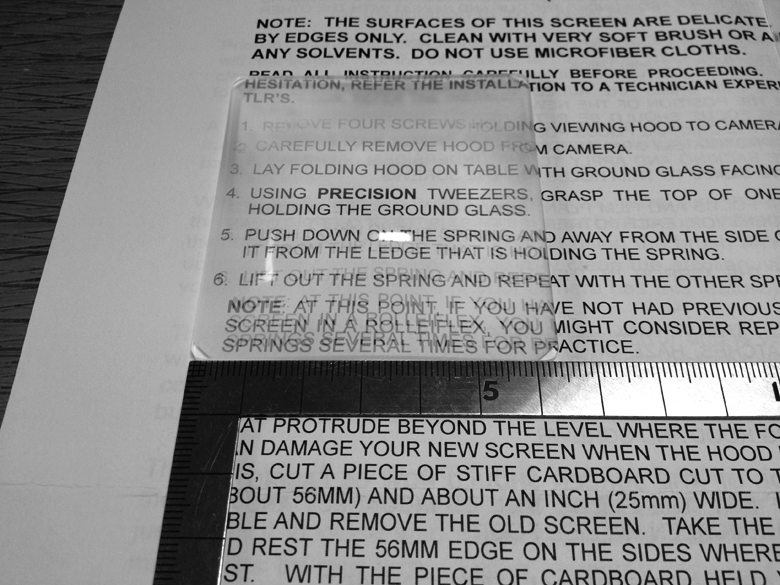 NOTE: THE SURFACES OF THIS SCREEN ARE DELICATE.
BY EDGES ONLY. CLEAN WITH VERY SOFT BRUSH OR
ANY SOLVENTS. DO NOT USE MICROFIBER CLOTHS.
READ ALL INSTRUCTION CAREFULLY BEFORE PROCEEDING.
HESITATION, REFER THE INSTALLATION TO A TECHNICIAN
TLR'S.
1. REMOVE FOUR SCREWS HOLDING VIEWING HOOD TO
2. CAREFULLY REMOVE HOOD FROM CAMERA.
3. LAY FOLDING HOOD ON TABLE WITH GROUND GLASS
4. USING PRECISION TWEEZERS, GRASP THE TOP OF ONE
HOLDING THE GROUND GLASS.
5. PUSH DOWN ON THE SPRING AND AWAY FROM THE SIDE
IT FROM THE LEDGE THAT IS HOLDING THE SPRING.
6. LIFT OUT THE SPRING AND REPEAT WITH THE OTHER
NOTE: AT THIS POINT, IF YOU HAVE NOT HAD
SCREEN IN A ROLLEIFLEX, YOU MIGHT CONSIDER
SPRINGS SEVERAL TIMES FOR PRACTICE.
5
AT PROTRUDE BEYOND THE LEVEL WHERE THE
DAMAGE YOUR NEW SCREEN WHEN THE HOOD
IS, CUT A PIECE OF STIFF CARDBOARD CUT TO
56MM) AND ABOUT AN INCH (25mm) WIDE.
BLE AND REMOVE THE OLD SCREEN. TAKE THE
D REST THE 56MM EDGE ON THE SIDES WHERE
ST. WITH THE PIECE OF CARDBOARD HELD